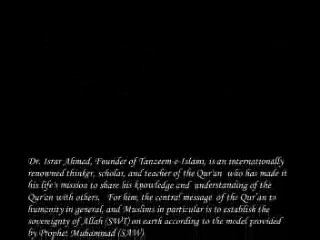 Dr. Israr Ahmad, Founder of Tanzeem-e-Islami, is an internationally
renowned thinker, scholar, and teacher of the Qur'an who has made it
his life's mission to share his knowledge and understanding of the
Qur'an with others. For him, the central message of the Qur'an to
humanity in general, and Muslims in particular is to establish the
sovereignty of Allah (SWT) on earth according to the model provided
by Prophet Muhammad (SAW)